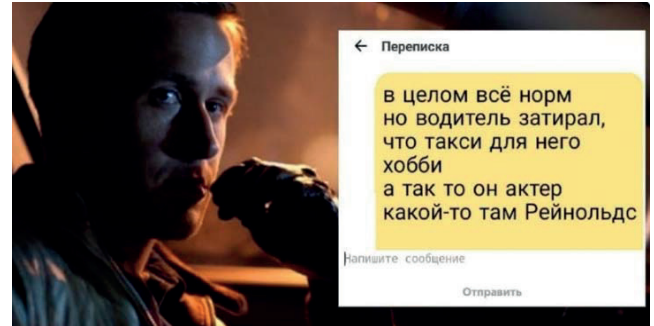 ← Переписка
в целом всё норм
но водитель затирал,
что такси для него
хобби
а так то он актер
какой-то там Рейнольдс
Напишите сообщение
Отправить